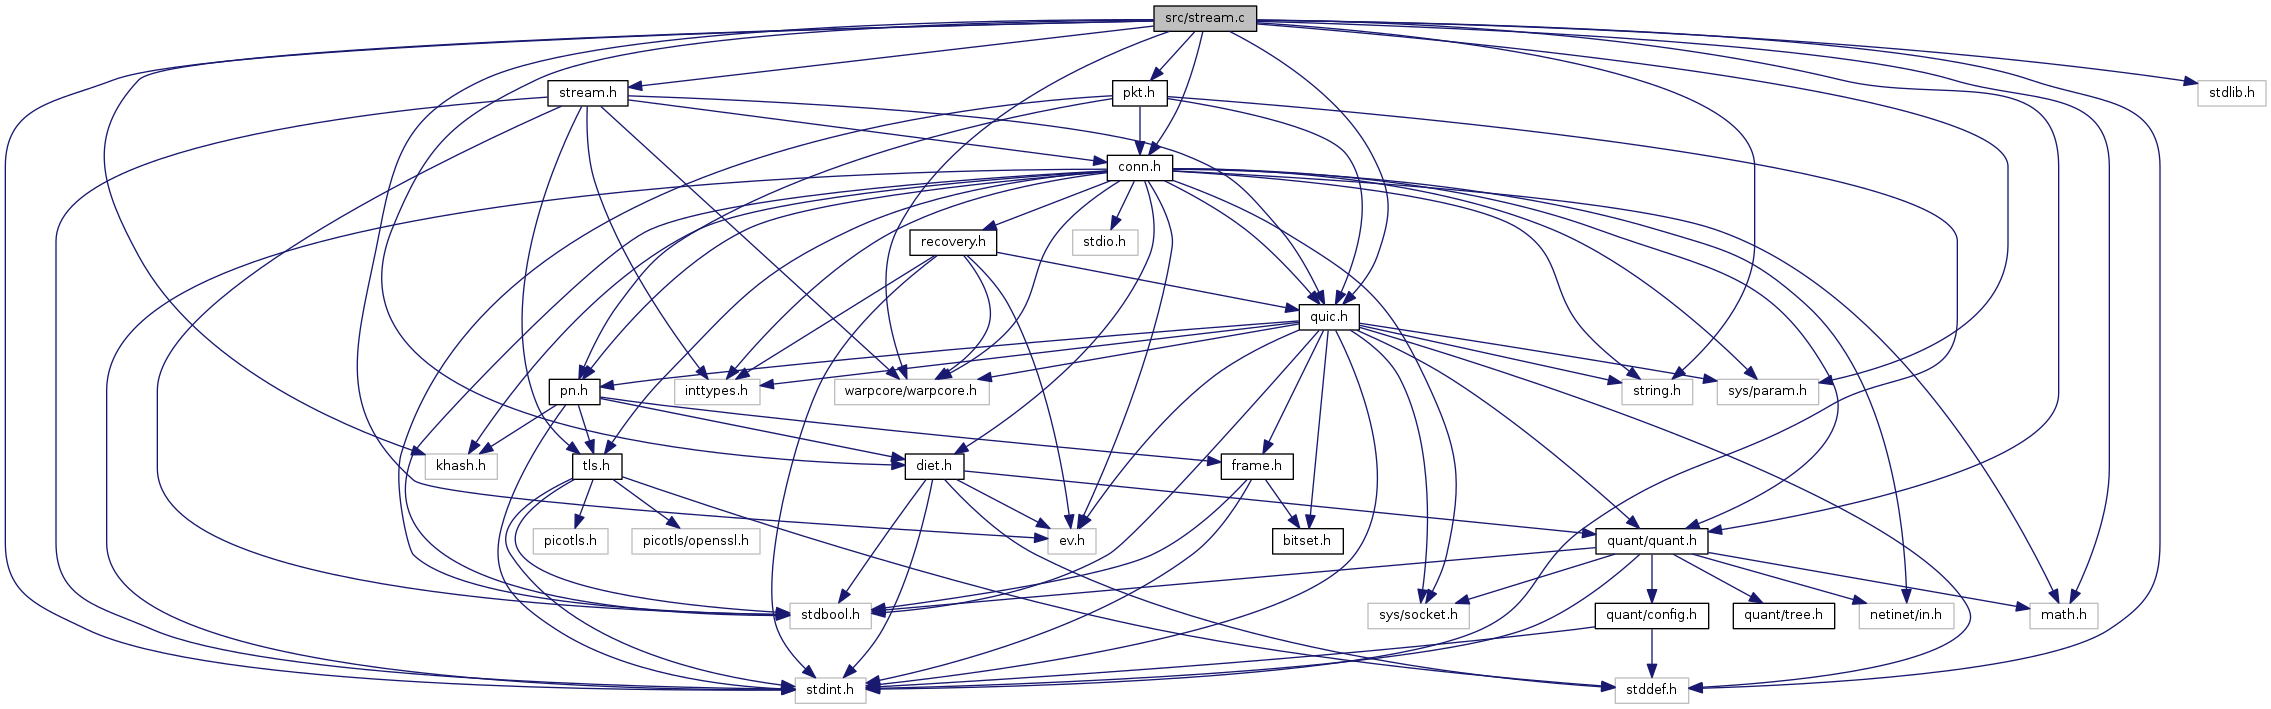 src/stream.c
stream.h
pkt.h
stdlib.h
conn.h
recovery.h
stdio.h
quic.h
pn.h
inttypes.h
warpcore/warpcore.h
string.h
sys/param.h
khash.h
tls.h
diet.h
frame.h
picotls.h
picotls/openssl.h
ev.h
bitset.h
quant/quant.h
stdbool.h
sys/socket.h
quant/config.h
quant/tree.h
netinet/in.h
math.h
stdint.h
stddef.h